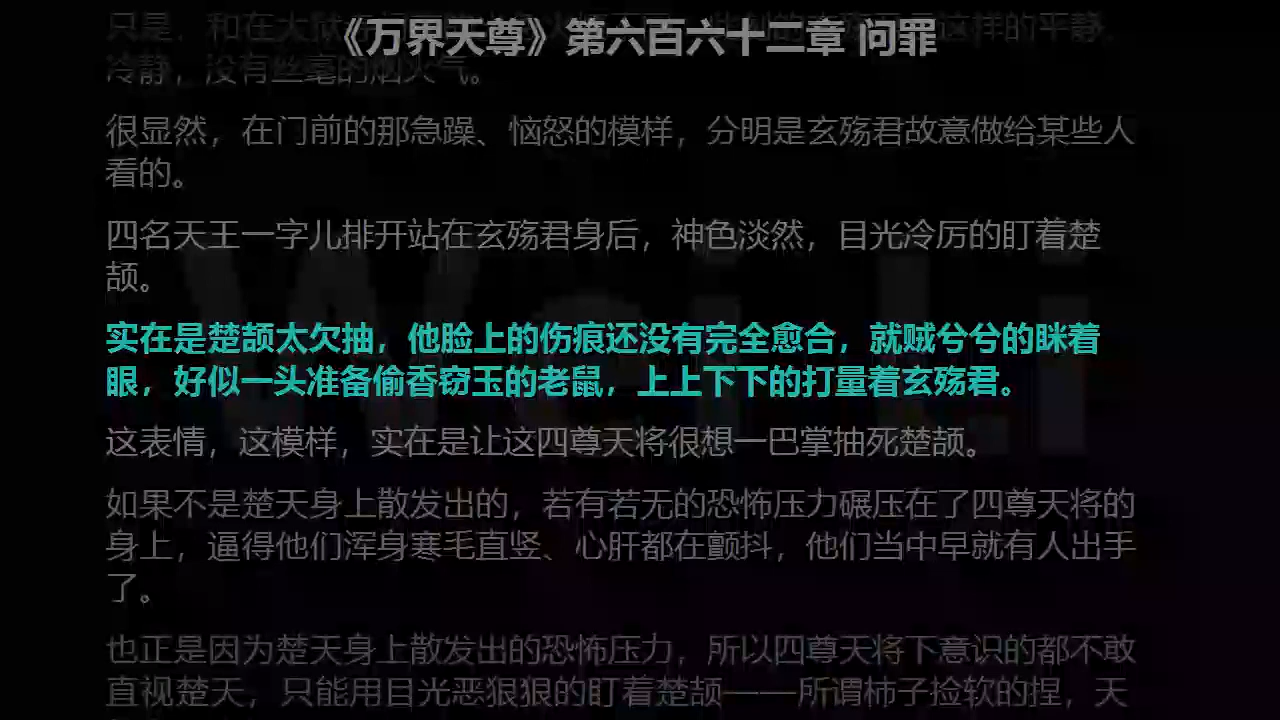 《万界天尊》第六百六十二章 问罪
只是，和在太狱
这样的平静、
冷静，没有丝毫的烟火气。
很显然，在门前的那急躁、恼怒的模样，分明是玄殇君故意做给某些人
看的。
四名天王一字儿排开站在玄殇君身后，神色淡然，目光冷厉的盯着楚
颉。
实在是楚颉太欠抽，他脸上的伤痕还没有完全愈合，就贼兮兮的眯着
眼，好似一头准备偷香窃玉的老鼠，上上下下的打量着玄殇君。
这表情，这模样，实在是让这四尊天将很想一巴掌抽死楚颉。
如果不是楚天身上散发出的，若有若无的恐怖压力碾压在了四尊天将的
身上，逼得他们浑身寒毛直竖、心肝都在颤抖，他们当中早就有人出手
了。
也正是因为楚天身上散发出的恐怖压力，所以四尊天将下意识的都不敢
直视楚天，只能用目光恶狠狠的盯着楚颉——所谓柿子捡软的捏，天
Wei Li